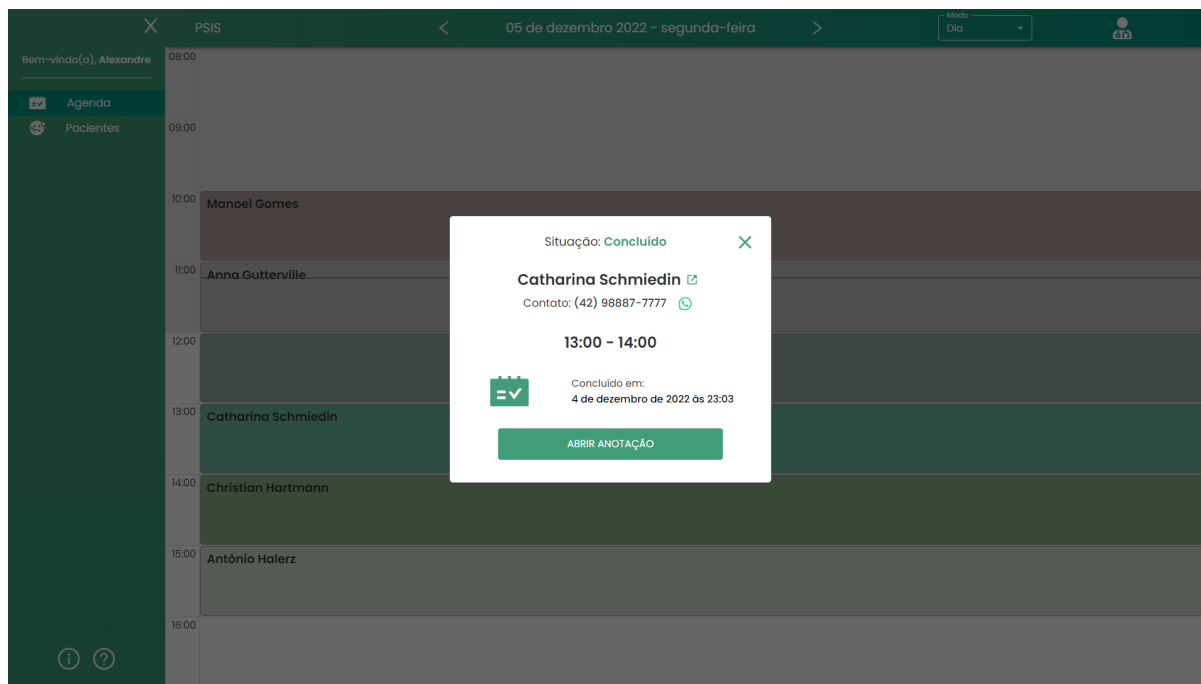 PSIS
05 de dezembro 2022 - segunda-feira
Modo
Dia
Bem-vindo(a), Alexandre
Agenda
Pacientes
08:00
09:00
10:00
Manoel Gomes
11:00
Anna Gutterville
12:00
13:00
Catharina Schmiedin
14:00
Christian Hartmann
15:00
Antônio Halerz
16:00
Situação: Concluído
Catharina Schmiedin
Contato: (42) 98887-7777
13:00 - 14:00
Concluído em:
4 de dezembro de 2022 às 23:03
ABRIR ANOTAÇÃO